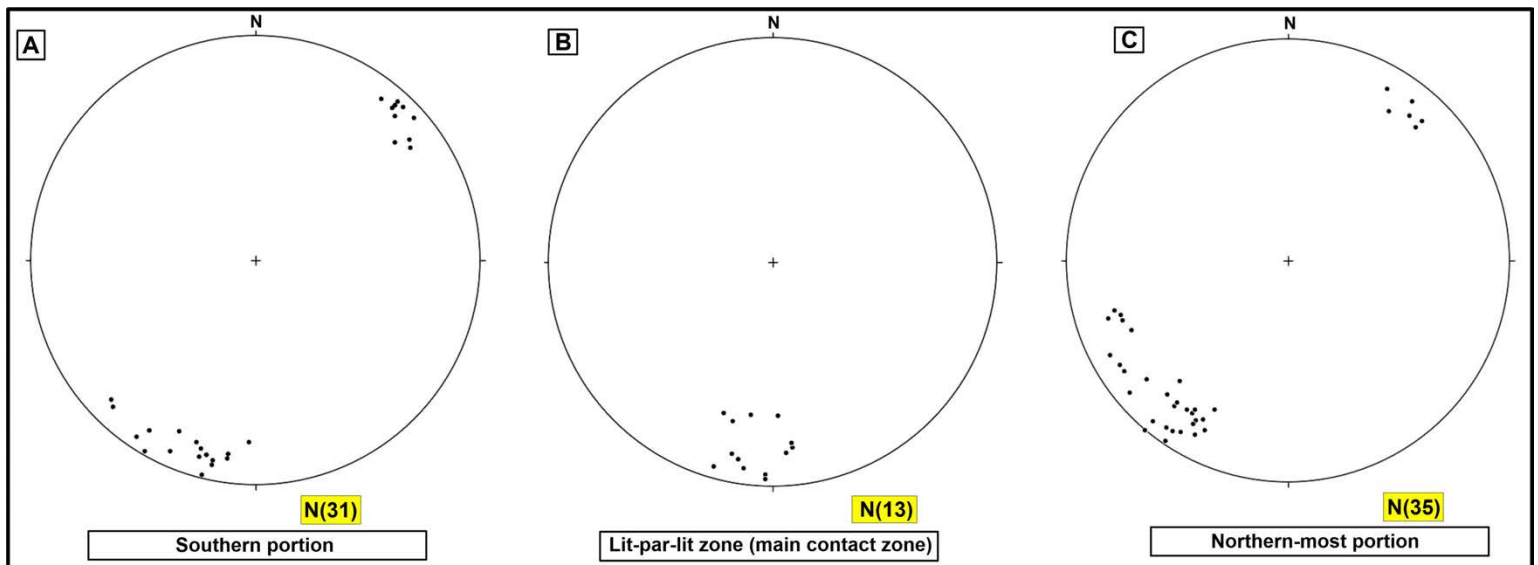 A
N
B
N
C
N
N(31)
Southern portion
N(13)
Lit-par-lit zone (main contact zone)
N(35)
Northern-most portion